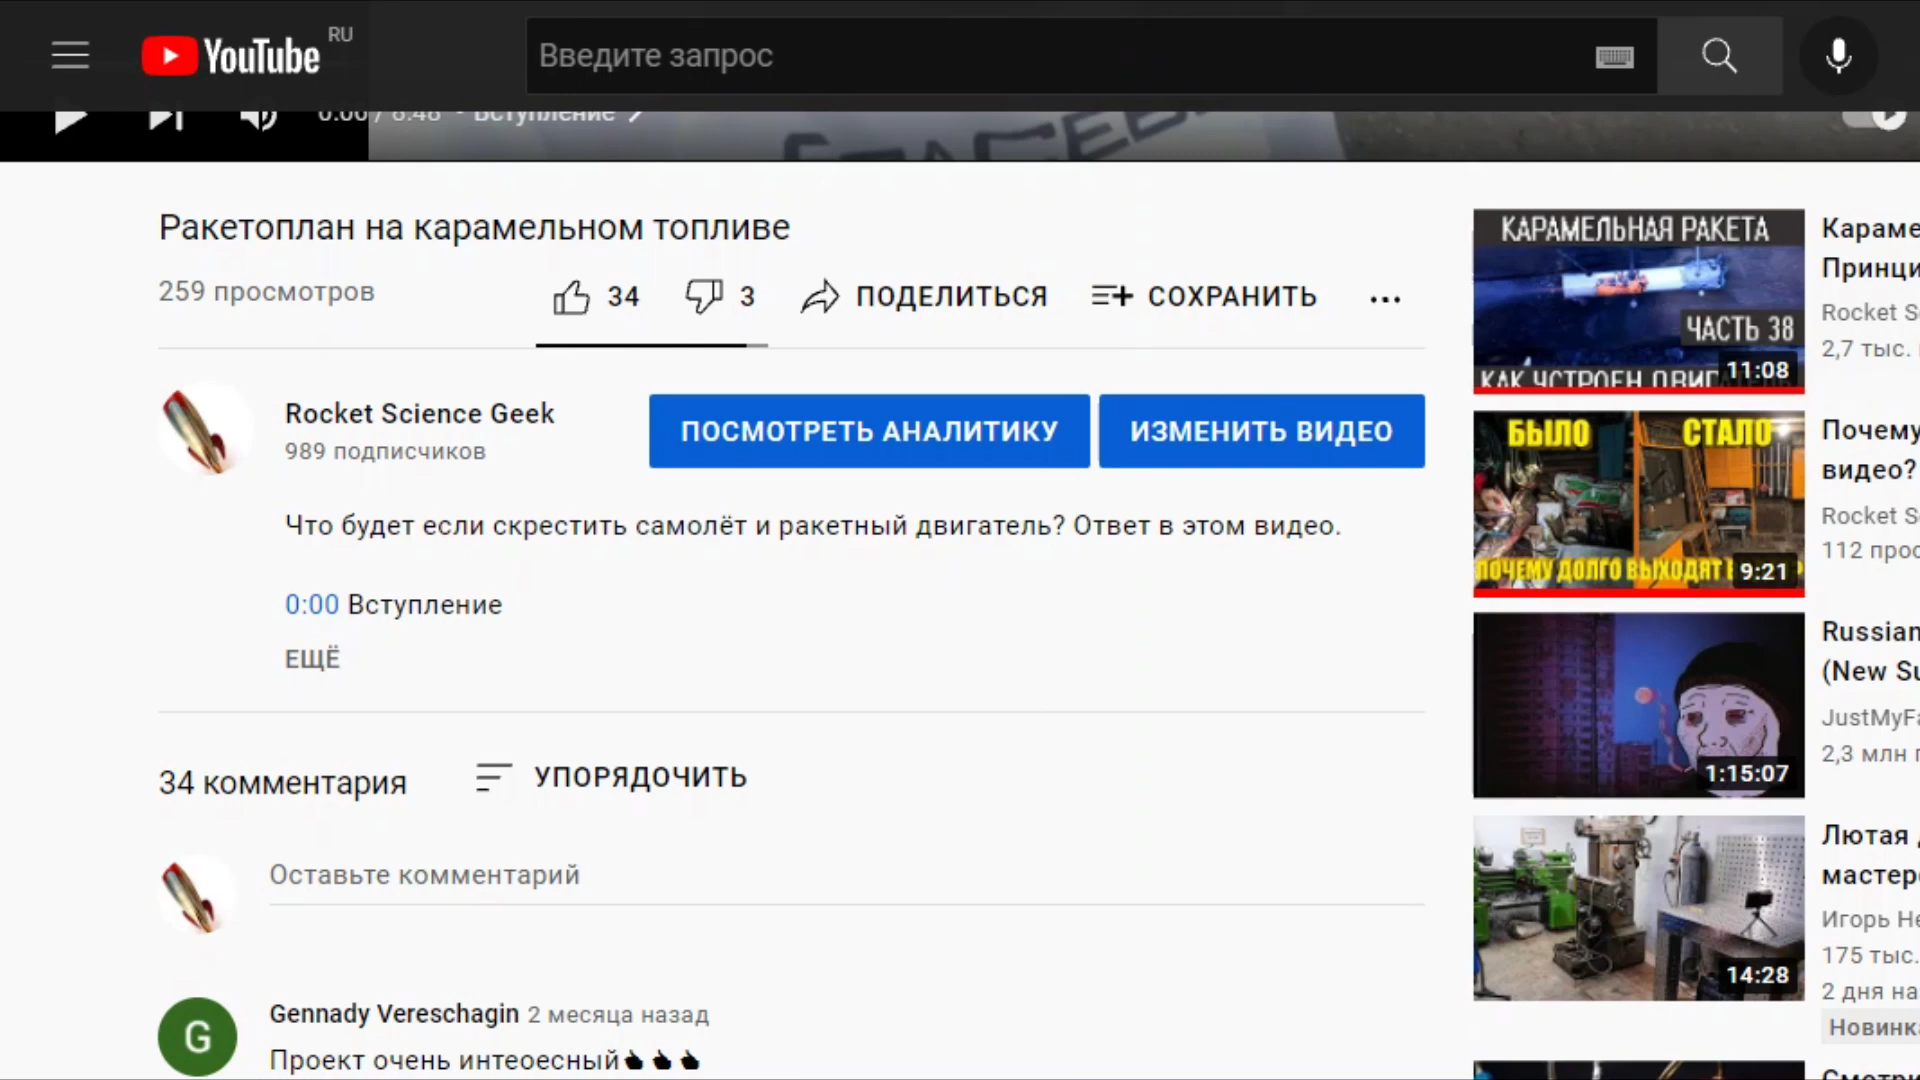 YouTube RU
Введите запрос
0:00 / 8:48 • Вступление
Ракетоплан на карамельном топливе
259 просмотров
34
3
ПОДЕЛИТЬСЯ
СОХРАНИТЬ
Rocket Science Geek
989 подписчиков
ПОСМОТРЕТЬ АНАЛИТИКУ
ИЗМЕНИТЬ ВИДЕО
Что будет если скрестить самолёт и ракетный двигатель? Ответ в этом видео.
0:00 Вступление
ЕЩЁ
34 комментария
УПОРЯДОЧИТЬ
Оставьте комментарий
G
Gennady Vereschagin 2 месяца назад
Проект очень интеоесный
КАРАМЕЛЬНАЯ РАКЕТА
ЧАСТЬ 38
КАК УСТРОЕН
11:08
Караме
Принци
Rocket S
2,7 тыс.
БЫЛО
СТАЛО
ПОЧЕМУ ДОЛГО ВЫХОДЯТ
9:21
Почему
видео?
Rocket S
112 прос
1:15:07
Russian
(New Su
JustMyFa
2,3 млн
14:28
Лютая
мастер
Игорь Не
175 тыс.
2 дня на
Новинка